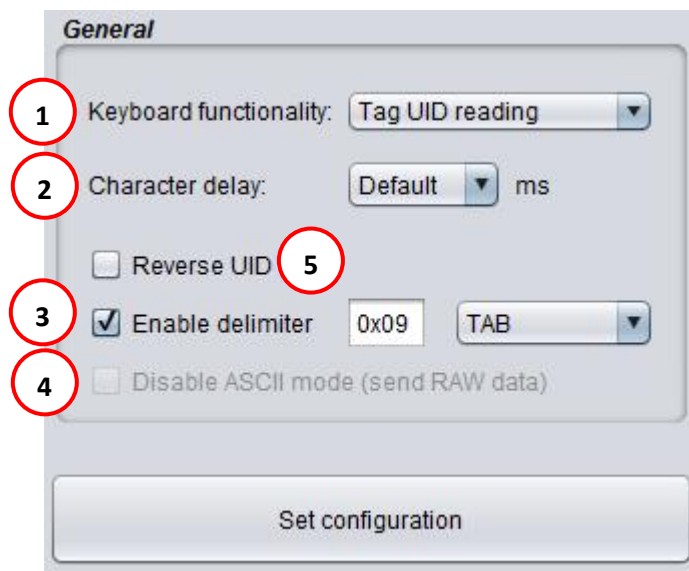 General
1 Keyboard functionality: Tag UID reading
2 Character delay: Default ms
Reverse UID 5
3 Enable delimiter 0x09 TAB
4 Disable ASCII mode (send RAW data)
Set configuration